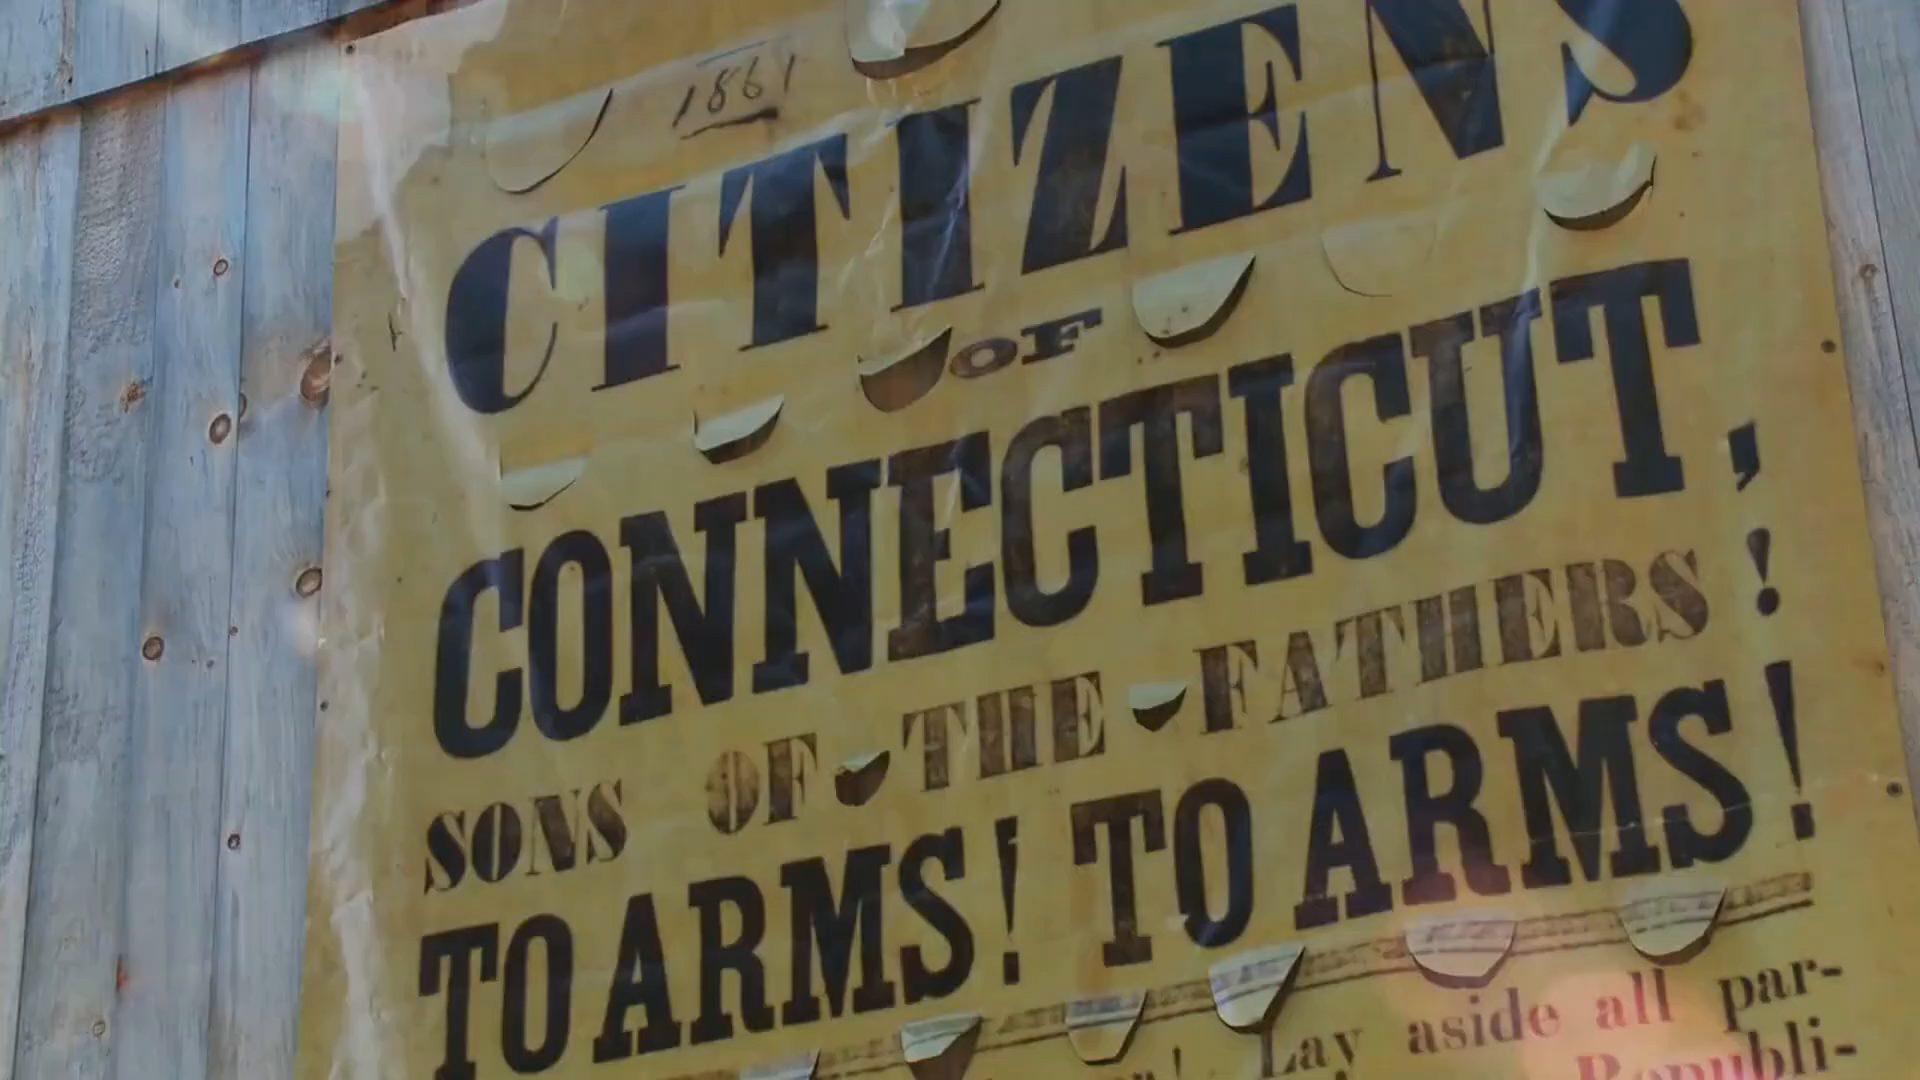 1861
CITIZENS
OF
CONNECTICUT,
SONS OF THE FATHERS!
TO ARMS! TO ARMS!
Lay aside all par-
Republi-